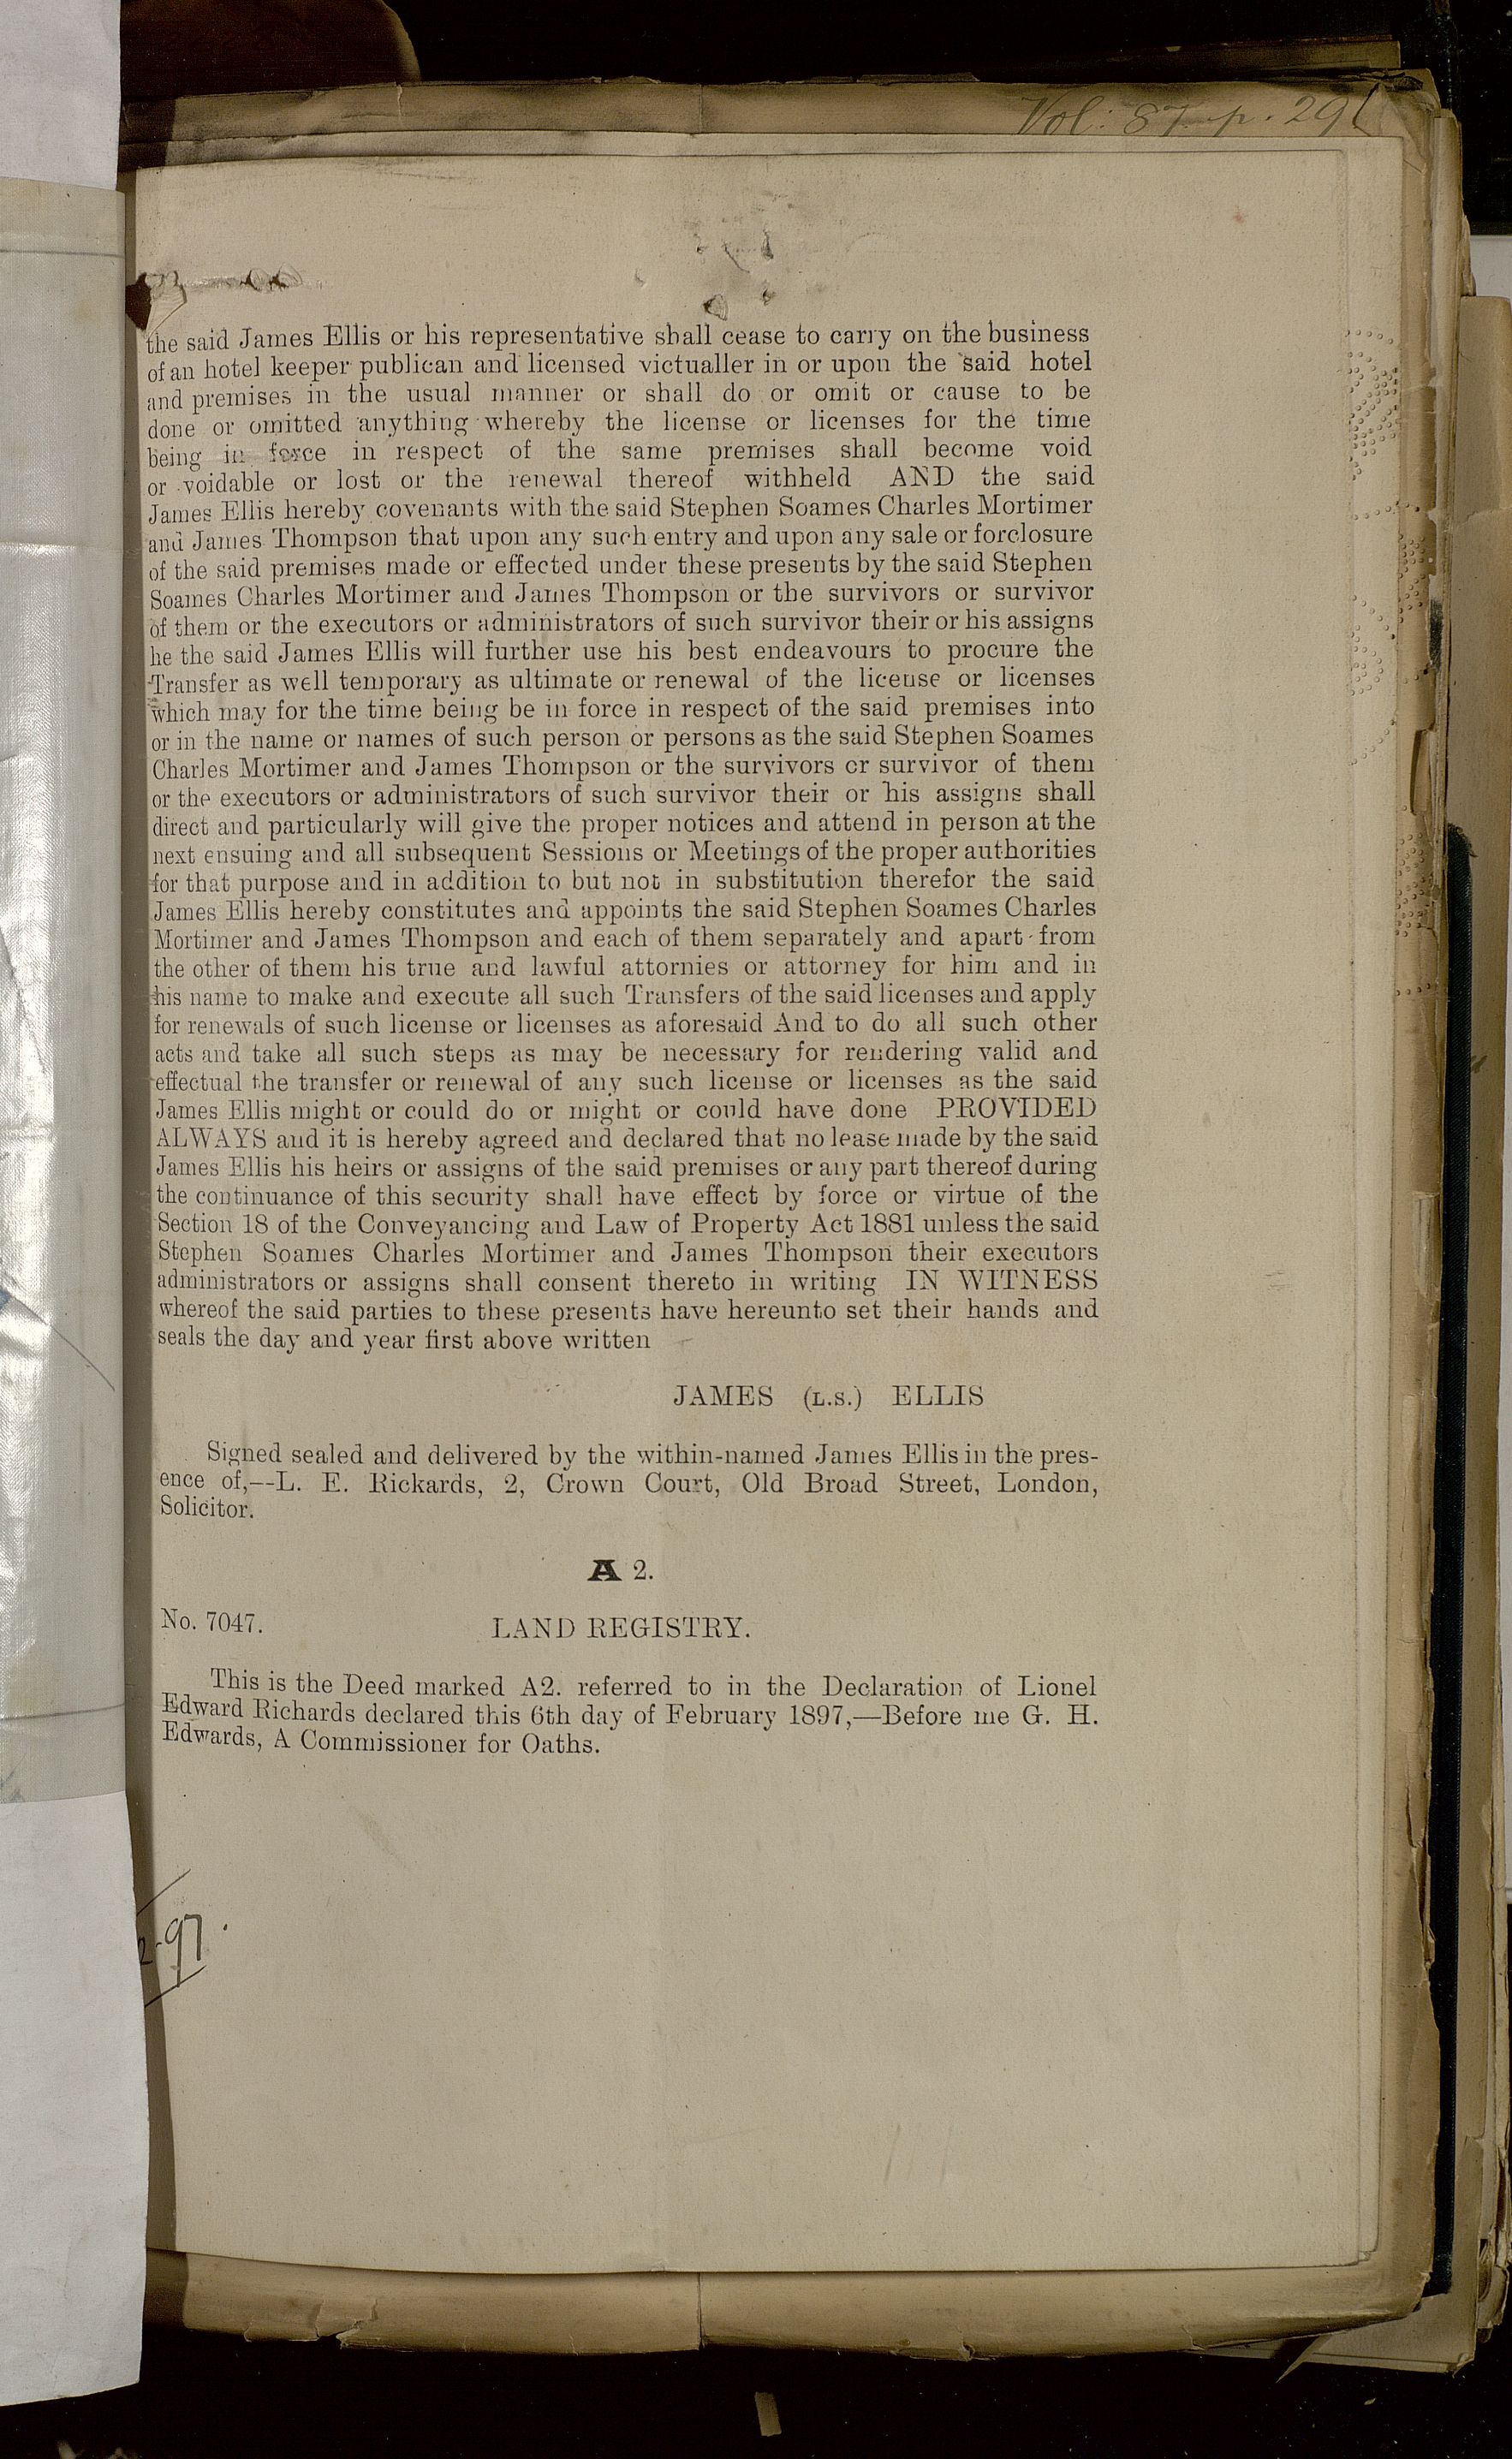 Vol: 87. p. 291
the said James Ellis or his representative shall cease to carry on the business
of an hotel keeper publican and licensed victualler in or upon the said hotel
and premises in the usual manner or shall do or omit or cause to be
done or omitted anything whereby the license or licenses for the time
being in force in respect of the same premises shall become void
or voidable or lost or the renewal thereof withheld AND the said
James Ellis hereby covenants with the said Stephen Soames Charles Mortimer
and James Thompson that upon any such entry and upon any sale or forclosure
of the said premises made or effected under these presents by the said Stephen
Soames Charles Mortimer and James Thompson or the survivors or survivor
of them or the executors or administrators of such survivor their or his assigns
he the said James Ellis will further use his best endeavours to procure the
Transfer as well temporary as ultimate or renewal of the license or licenses
which may for the time being be in force in respect of the said premises into
or in the name or names of such person or persons as the said Stephen Soames
Charles Mortimer and James Thompson or the survivors or survivor of them
or the executors or administrators of such survivor their or his assigns shall
direct and particularly will give the proper notices and attend in person at the
next ensuing and all subsequent Sessions or Meetings of the proper authorities
for that purpose and in addition to but not in substitution therefor the said
James Ellis hereby constitutes and appoints the said Stephen Soames Charles
Mortimer and James Thompson and each of them separately and apart from
the other of them his true and lawful attornies or attorney for him and in
his name to make and execute all such Transfers of the said licenses and apply
for renewals of such license or licenses as aforesaid And to do all such other
acts and take all such steps as may be necessary for rendering valid and
effectual the transfer or renewal of any such license or licenses as the said
James Ellis might or could do or might or could have done PROVIDED
ALWAYS and it is hereby agreed and declared that no lease made by the said
James Ellis his heirs or assigns of the said premises or any part thereof during
the continuance of this security shall have effect by force or virtue of the
Section 18 of the Conveyancing and Law of Property Act 1881 unless the said
Stephen Soames Charles Mortimer and James Thompson their executors
administrators or assigns shall consent thereto in writing IN WITNESS
whereof the said parties to these presents have hereunto set their hands and
seals the day and year first above written
JAMES (L.S.) ELLIS
Signed sealed and delivered by the within-named James Ellis in the pres-
ence of,--L. E. Rickards, 2, Crown Court, Old Broad Street, London,
Solicitor.
A 2.
No. 7047.
LAND REGISTRY.
This is the Deed marked A2. referred to in the Declaration of Lionel
Edward Richards declared this 6th day of February 1897,—Before me G. H.
Edwards, A Commissioner for Oaths.
2-97.